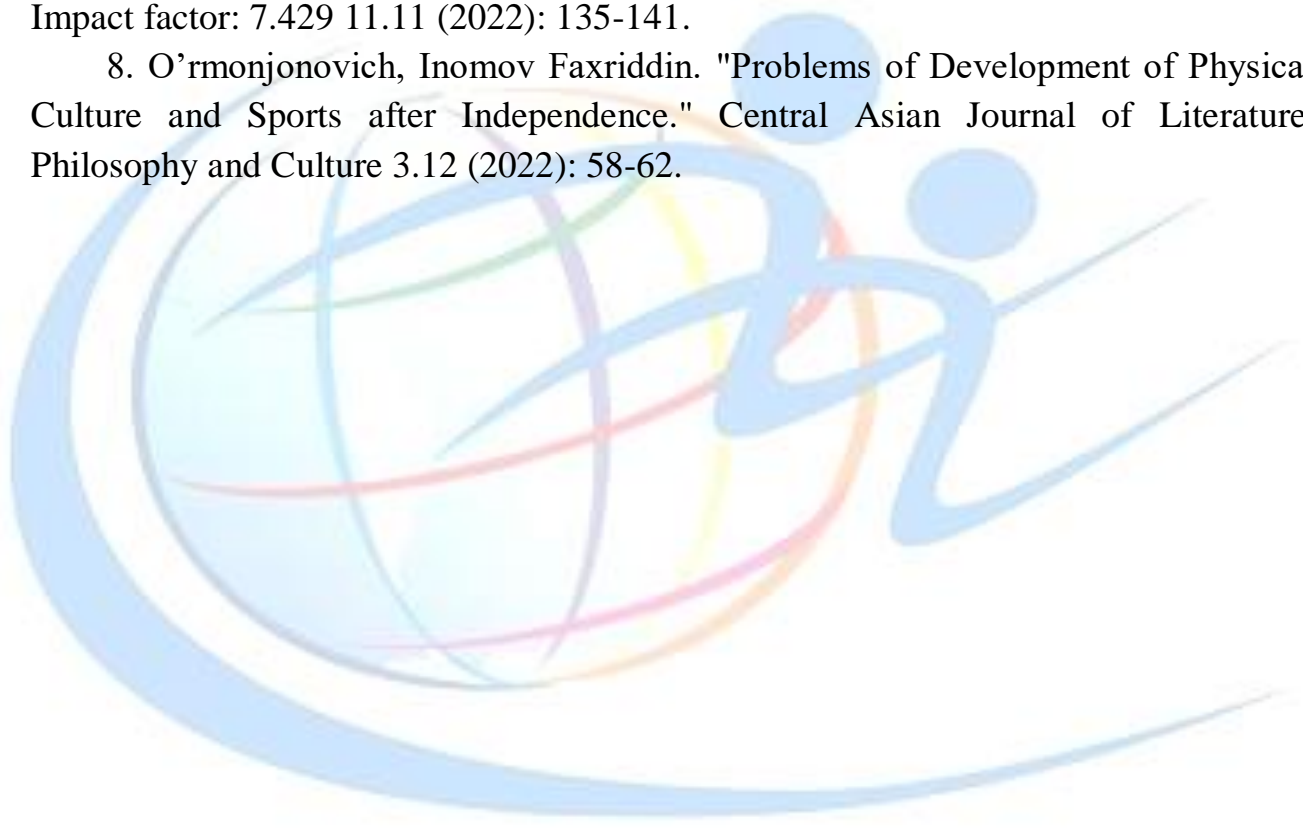 Impact factor: 7.429 11.11 (2022): 135-141.
8. O’rmonjonovich, Inomov Faxriddin. "Problems of Development of Physica
Culture and Sports after Independence." Central Asian Journal of Literature
Philosophy and Culture 3.12 (2022): 58-62.